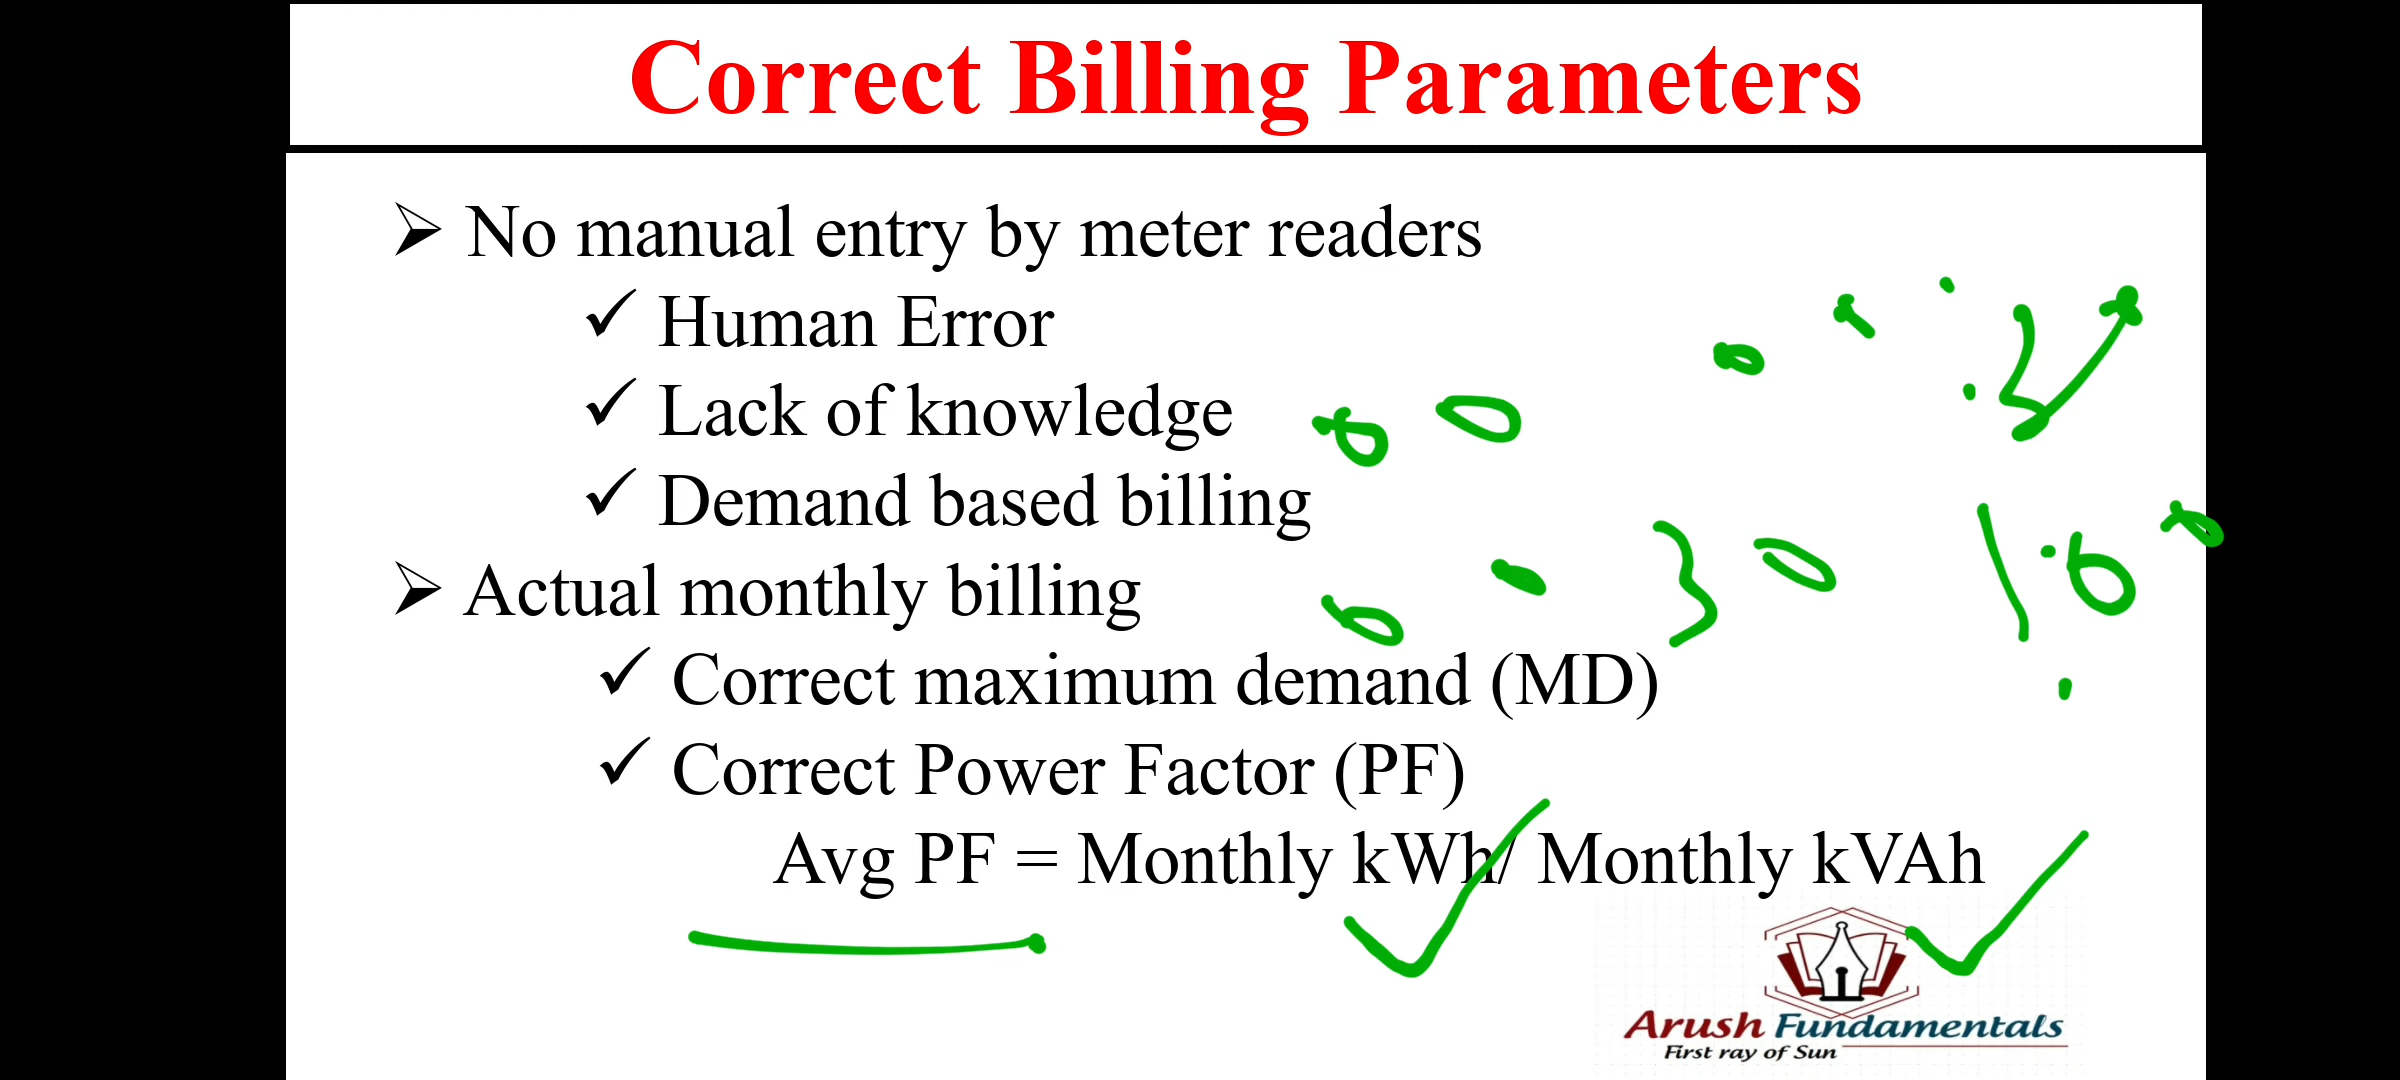 Correct Billing Parameters
➢ No manual entry by meter readers
✓ Human Error
✓ Lack of knowledge
✓ Demand based billing
➢ Actual monthly billing
✓ Correct maximum demand (MD)
✓ Correct Power Factor (PF)
Avg PF = Monthly kWh/ Monthly kVAh
Arush Fundamentals
First ray of Sun